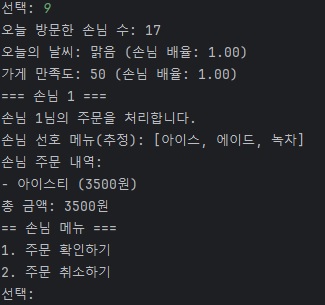 선택: 9
오늘 방문한 손님 수: 17
오늘의 날씨: 맑음 (손님 배율: 1.00)
가게 만족도: 50 (손님 배율: 1.00)
=== 손님 1 ===
손님 1님의 주문을 처리합니다.
손님 선호 메뉴(추정): [아이스, 에이드, 녹차]
손님 주문 내역:
- 아이스티 (3500원)
총 금액: 3500원
== 손님 메뉴 ===
1. 주문 확인하기
2. 주문 취소하기
선택: